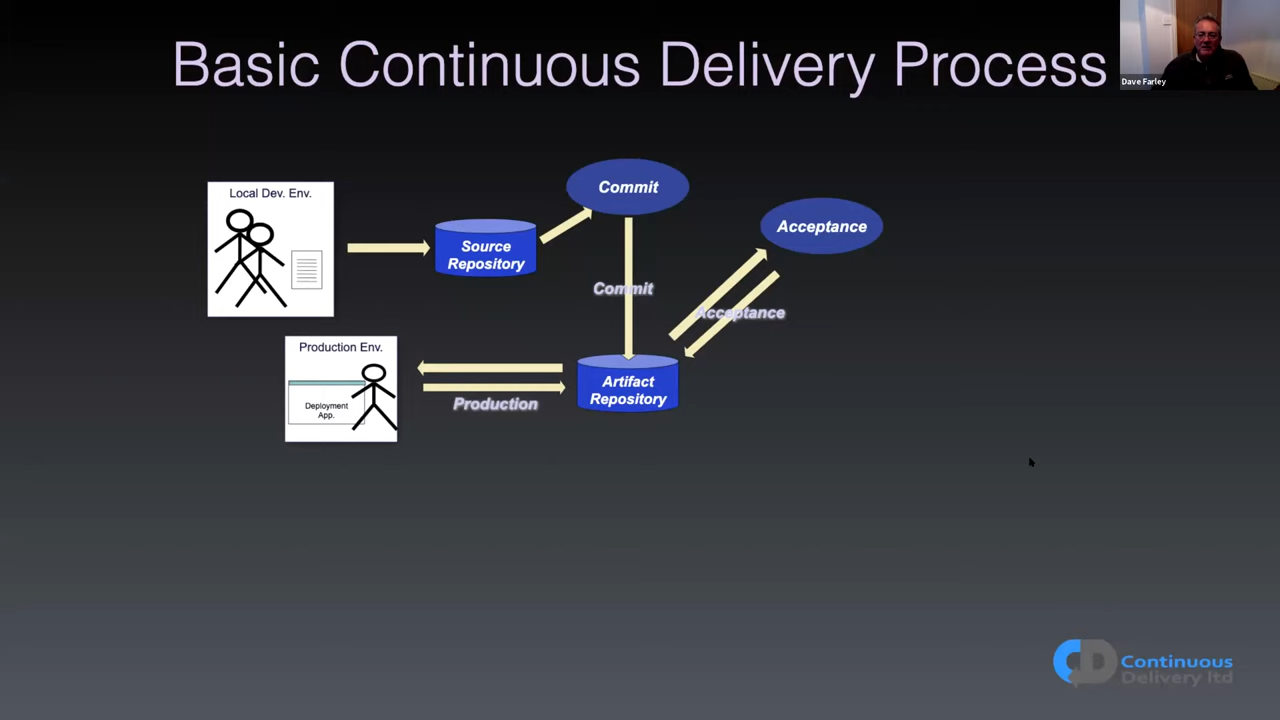 Basic Continuous Delivery Process
Dave Farley
Local Dev. Env.
Source
Repository
Commit
Acceptance
Commit
Acceptance
Production Env.
Deployment
App.
Production
Artifact
Repository
CD
Continuous
Delivery ltd